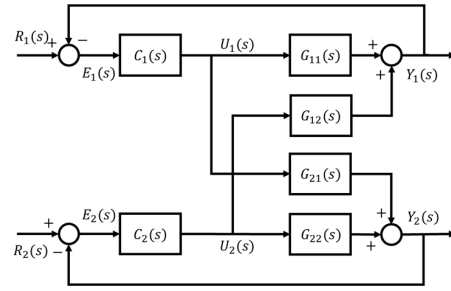 R₁(s) + − E₁(s) C₁(s) U₁(s) G₁₁(s) + + Y₁(s)
G₁₂(s)
G₂₁(s)
R₂(s) + − E₂(s) C₂(s) U₂(s) G₂₂(s) + + Y₂(s)